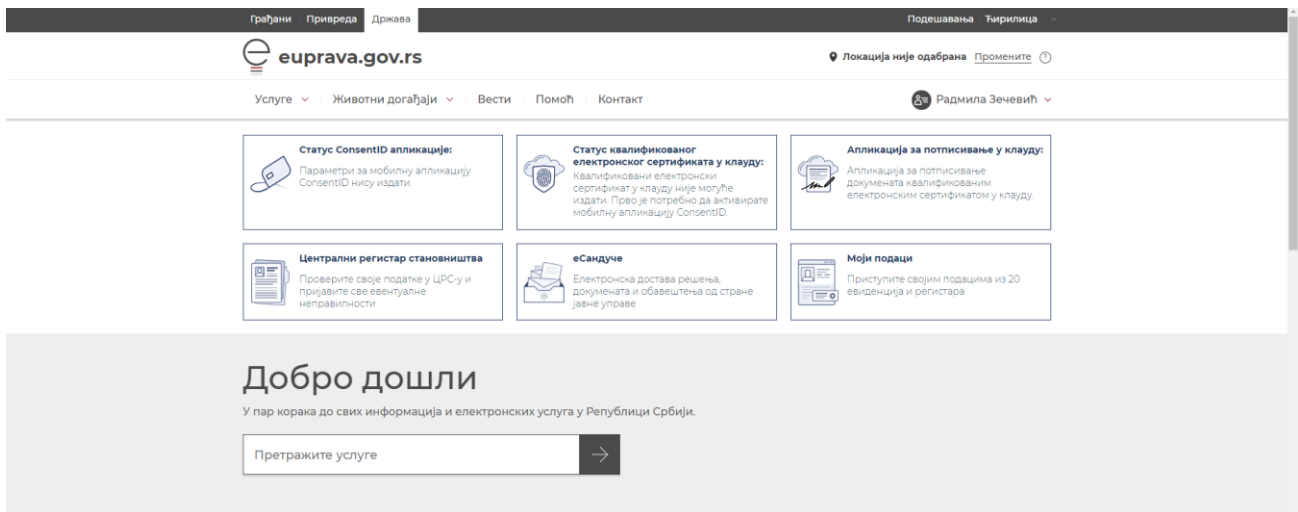 Грађани Привреда Држава
Подешавања Ћирилица
euprava.gov.rs
Локација није одабрана Промените ?
Услуге Животни догађаји Вести Помоћ Контакт
Радмила Зечевић
Статус ConsentID апликације:
Параметри за мобилну апликацију
ConsentID нису издати.
Статус квалификованог
електронског сертификата у клауду:
Квалификовани електронски
сертификат у клауду није могуће
издати. Прво је потребно да активирате
мобилну апликацију ConsentID.
Апликација за потписивање у клауду:
Апликација за потписивање
докумената квалификованим
електронским сертификатом у клауду.
Централни регистар становништва
Проверите своје податке у ЦРС-у и
пријавите све евентуалне
неправилности
еСандуче
Електронска достава решења,
докумената и обавештења од стране
јавне управе
Моји подаци
Приступите својим подацима из 20
евиденција и регистара
Добро дошли
У пар корака до свих информација и електронских услуга у Републици Србији.
Претражите услуге